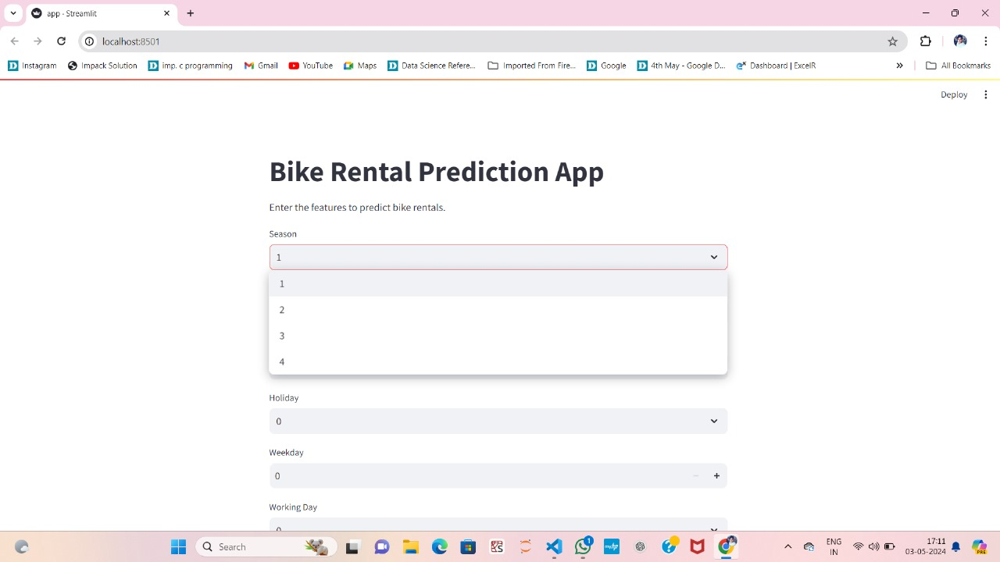 app · Streamlit
localhost:8501
Instagram
Impack Solution
imp. c programming
Gmail
YouTube
Maps
Data Science Refere...
Imported From Fire...
Google
4th May - Google D...
Dashboard | ExcelR
»
All Bookmarks
Deploy
Bike Rental Prediction App
Enter the features to predict bike rentals.
Season
1
1
2
3
4
Holiday
0
Weekday
0
Working Day
0
Search
1
ENG
IN
17:11
03-05-2024
PRE